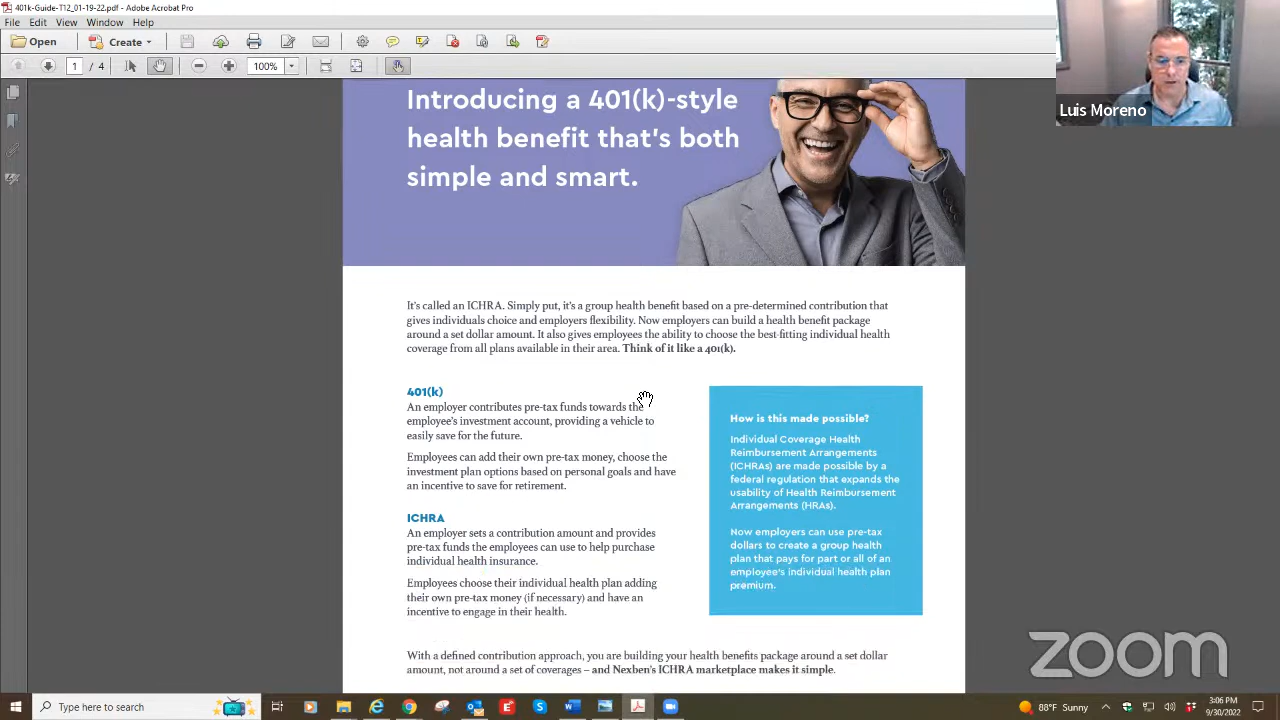 401k-Guide-T12_01-19-22.pdf - Adobe Acrobat Pro
File Edit View Window Help
Open Create
1 / 4 100%
Luis Moreno
Introducing a 401(k)-style
health benefit that's both
simple and smart.
It's called an ICHRA. Simply put, it's a group health benefit based on a pre-determined contribution that
gives individuals choice and employers flexibility. Now employers can build a health benefit package
around a set dollar amount. It also gives employees the ability to choose the best-fitting individual health
coverage from all plans available in their area. Think of it like a 401(k).
401(k)
An employer contributes pre-tax funds towards the
employee's investment account, providing a vehicle to
easily save for the future.
Employees can add their own pre-tax money, choose the
investment plan options based on personal goals and have
an incentive to save for retirement.
ICHRA
An employer sets a contribution amount and provides
pre-tax funds the employees can use to help purchase
individual health insurance.
Employees choose their individual health plan adding
their own pre-tax money (if necessary) and have an
incentive to engage in their health.
How is this made possible?
Individual Coverage Health
Reimbursement Arrangements
(ICHRAs) are made possible by a
federal regulation that expands the
usability of Health Reimbursement
Arrangements (HRAs).
Now employers can use pre-tax
dollars to create a group health
plan that pays for part or all of an
employee's individual health plan
premium.
With a defined contribution approach, you are building your health benefits package around a set dollar
amount, not around a set of coverages – and Nexben's ICHRA marketplace makes it simple.
zoom
Type here to search
88°F Sunny
3:06 PM
9/30/2022